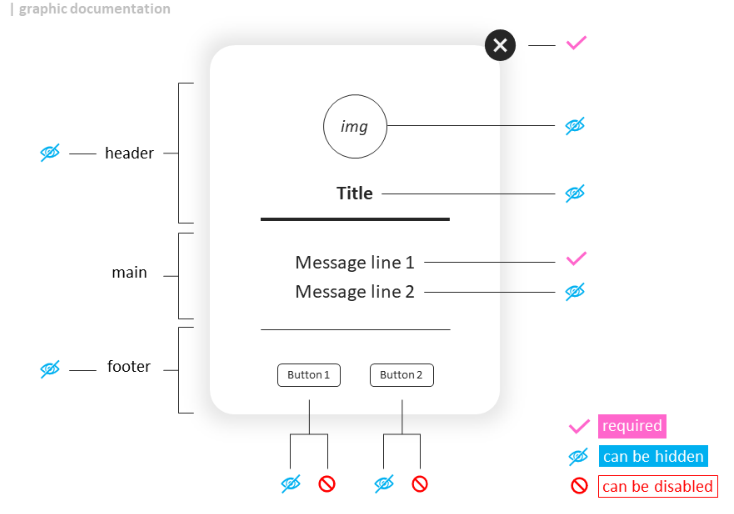 | graphic documentation
img
header
Title
Message line 1
main
Message line 2
footer
Button 1
Button 2
required
can be hidden
can be disabled